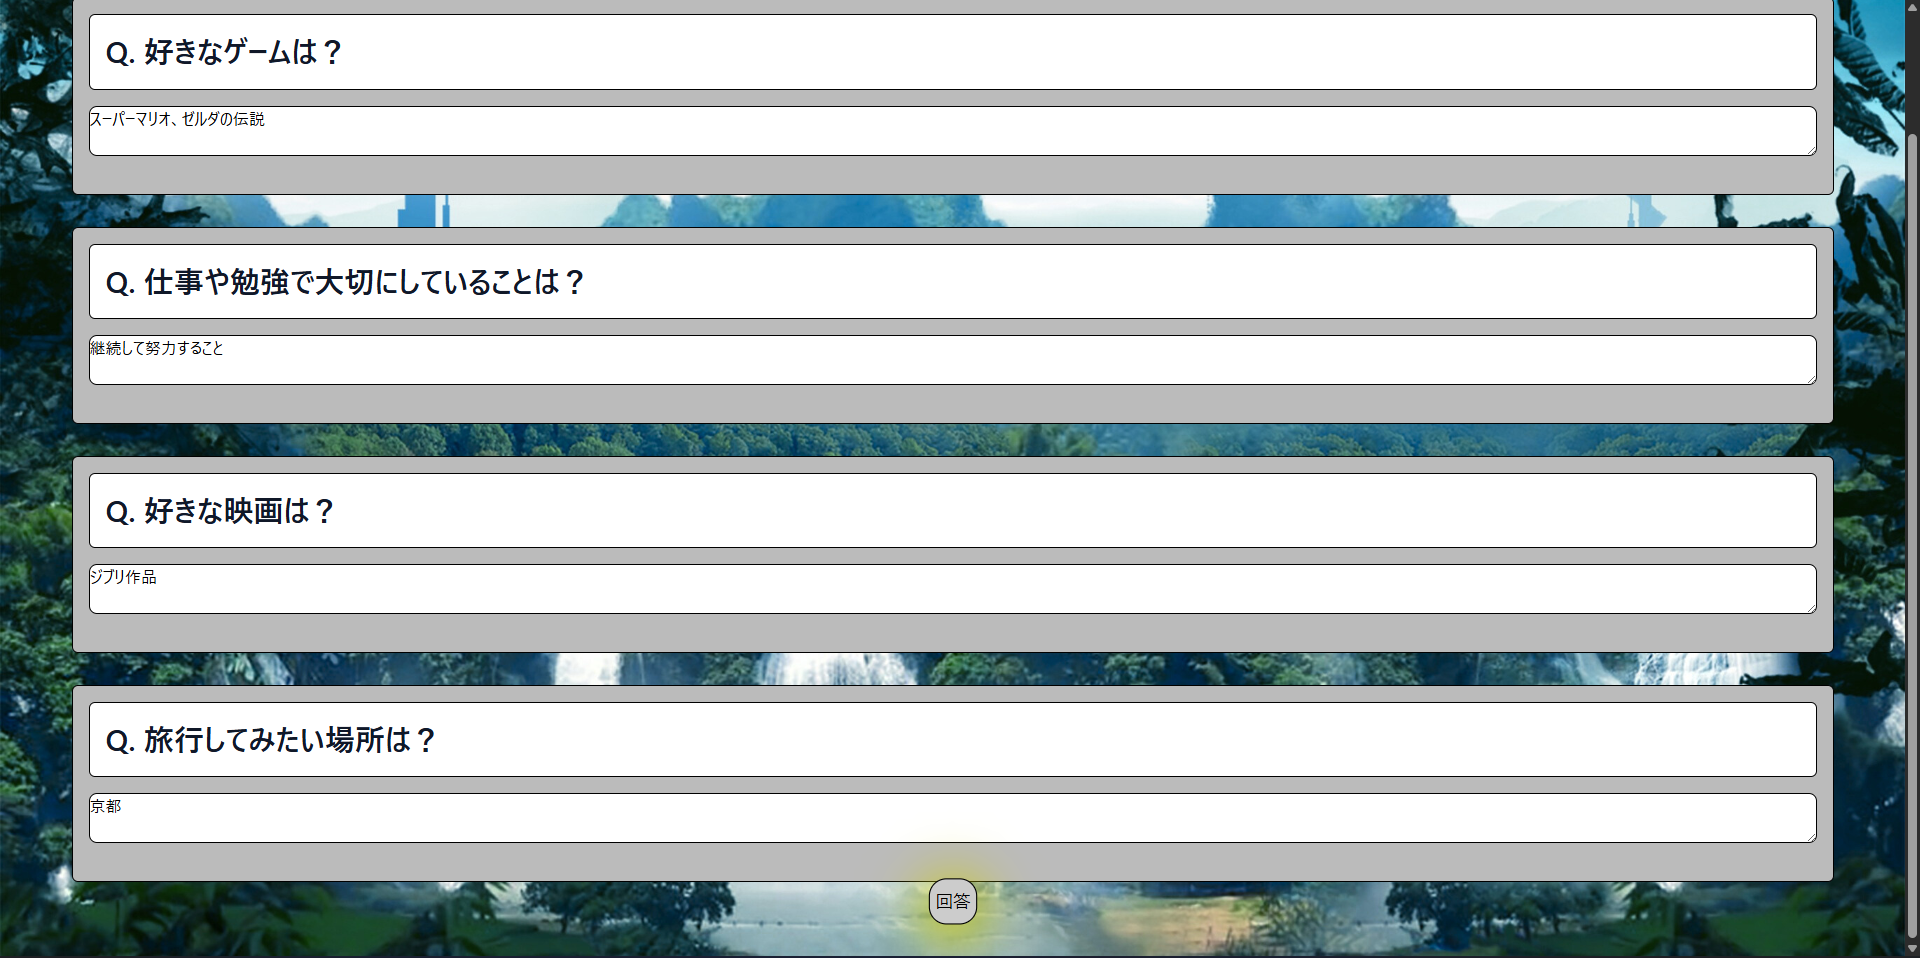 Q. 好きなゲームは？
スーパーマリオ、ゼルダの伝説
Q. 仕事や勉強で大切にしていることは？
継続して努力すること
Q. 好きな映画は？
ジブリ作品
Q. 旅行してみたい場所は？
京都
回答